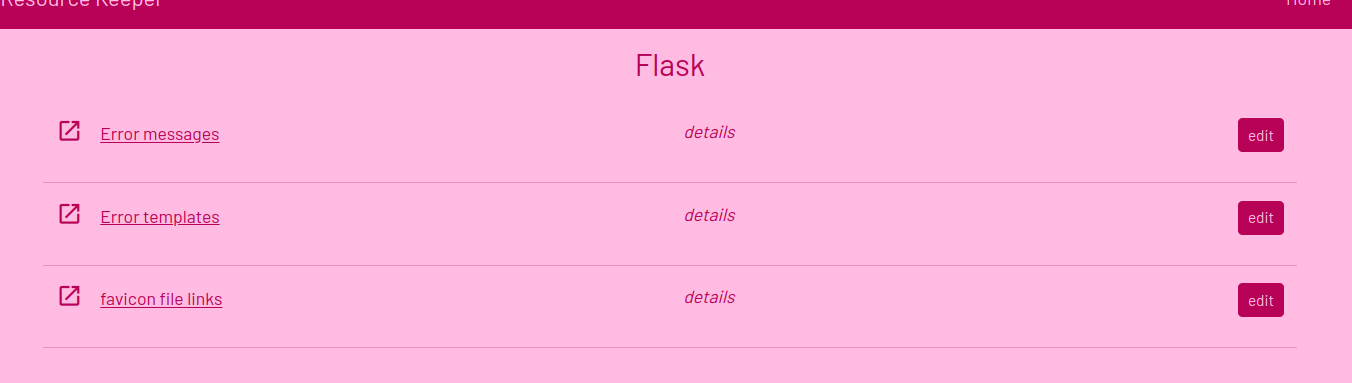 Resource Keeper Home
Flask
Error messages details edit
Error templates details edit
favicon file links details edit